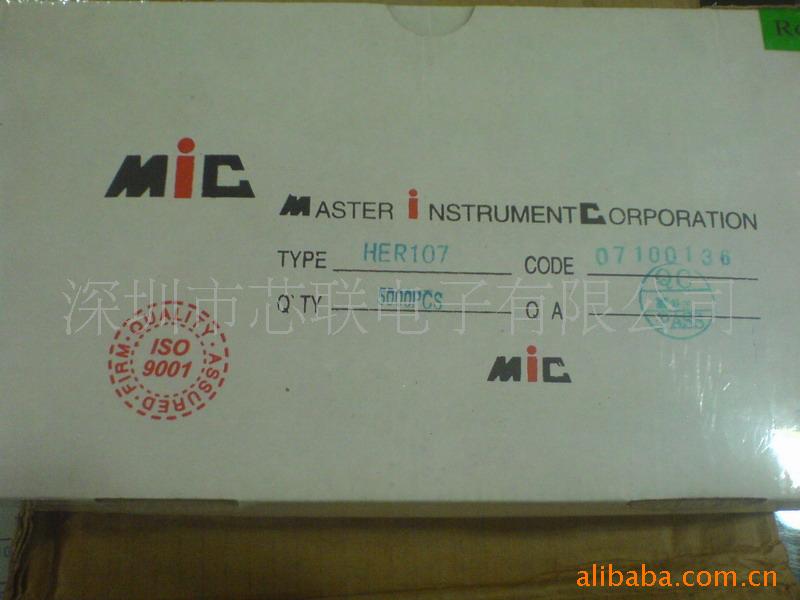 MiC
MASTER iNSTRUMENT CORPORATION
TYPE HER107 CODE 07100136
Q'TY 5000PCS Q'A QC PASS
深圳市芯联电子有限公司
QUALITY · ASSURED · FIRM
ISO
9001
MiC
alibaba.com.cn